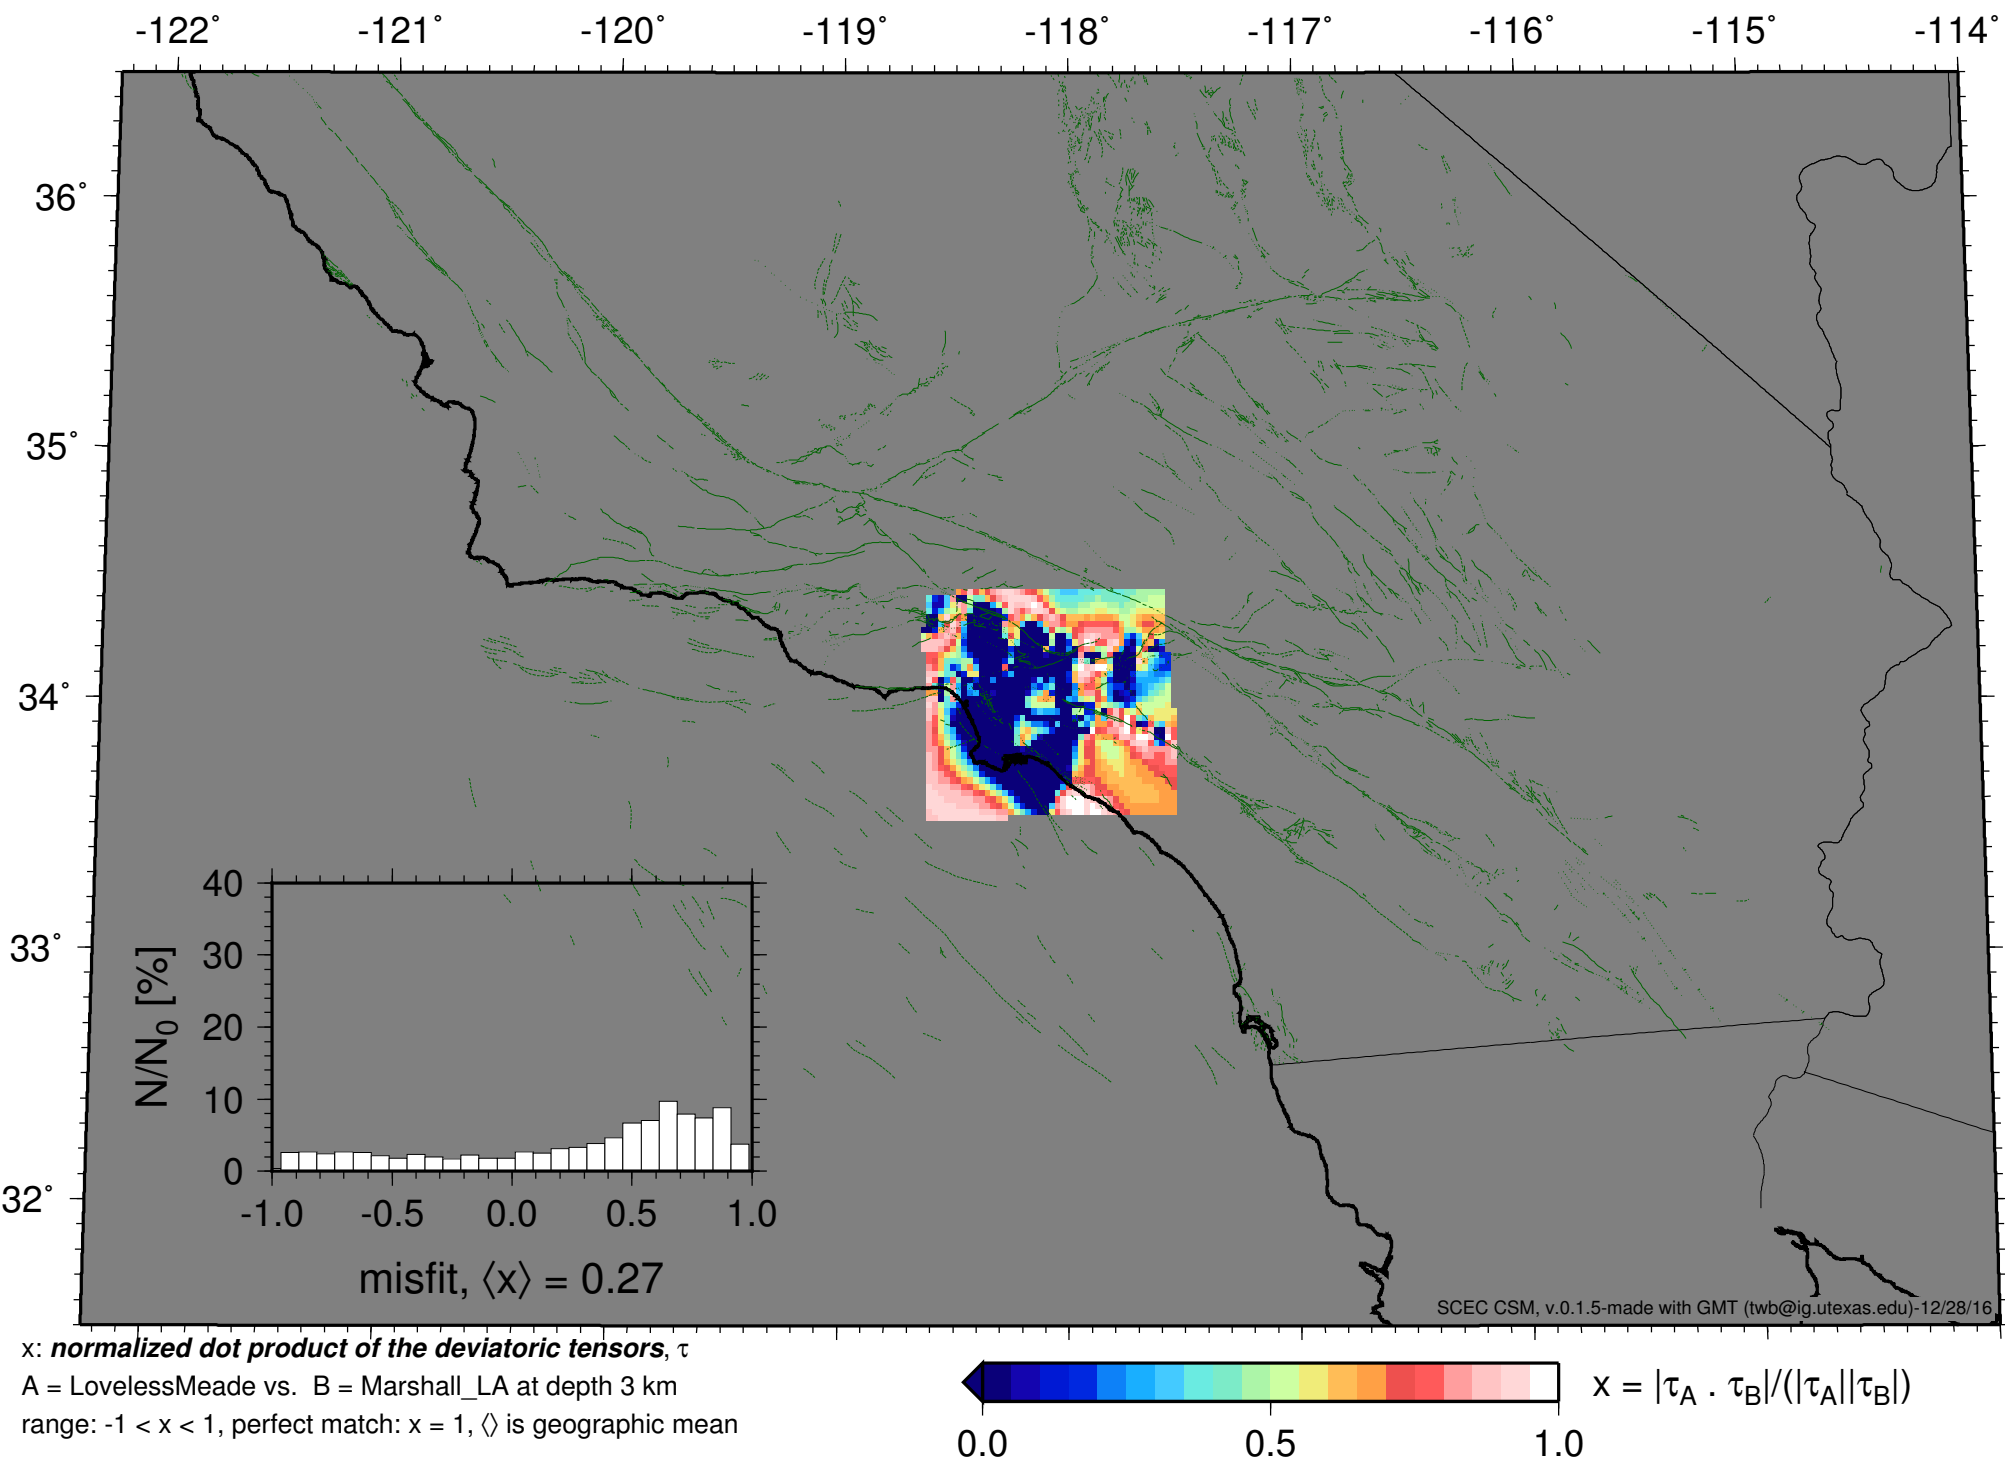 -122° -121° -120° -119° -118° -117° -116° -115° -114°
36°
35°
34°
33°
32°
40
30
20
10
0
N/N0 [%]
-1.0 -0.5 0.0 0.5 1.0
misfit, ⟨x⟩ = 0.27
SCEC CSM, v.0.1.5-made with GMT (twb@ig.utexas.edu)-12/28/16
x: normalized dot product of the deviatoric tensors, τ
A = LovelessMeade vs. B = Marshall_LA at depth 3 km
range: -1 < x < 1, perfect match: x = 1, ⟨⟩ is geographic mean
x = |τA . τB|/(|τA||τB|)
0.0 0.5 1.0